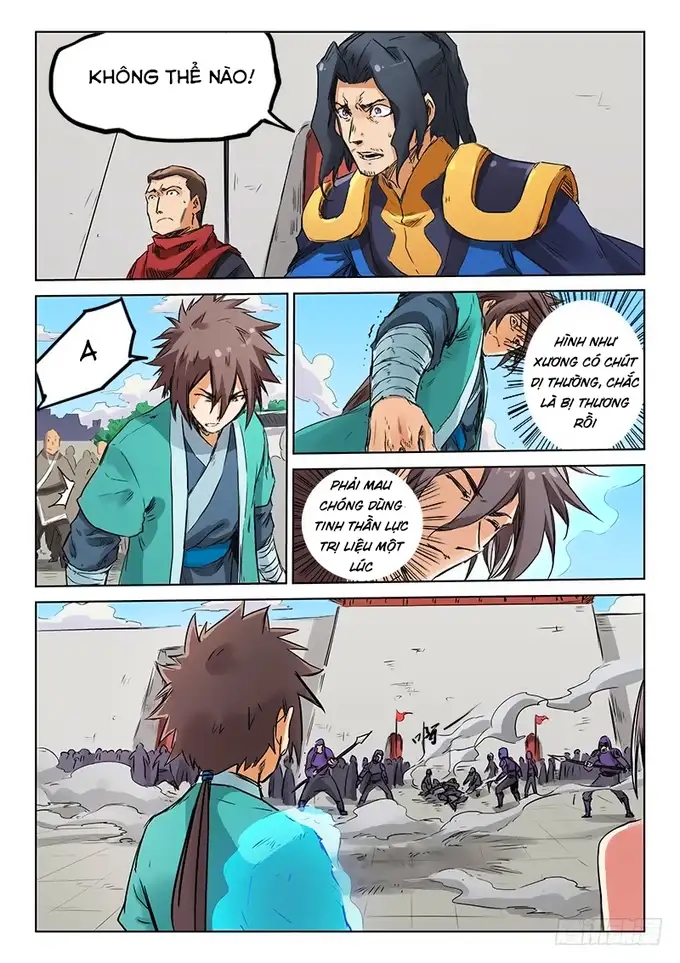 KHÔNG THỂ NÀO!
A
HÌNH NHƯ
XƯƠNG CÓ CHÚT
DỊ THƯỜNG, CHẮC
LÀ BỊ THƯƠNG
RỒI
PHẢI MAU
CHÓNG DÙNG
TINH THẦN LỰC
TRỊ LIỆU MỘT
LÚC
啊